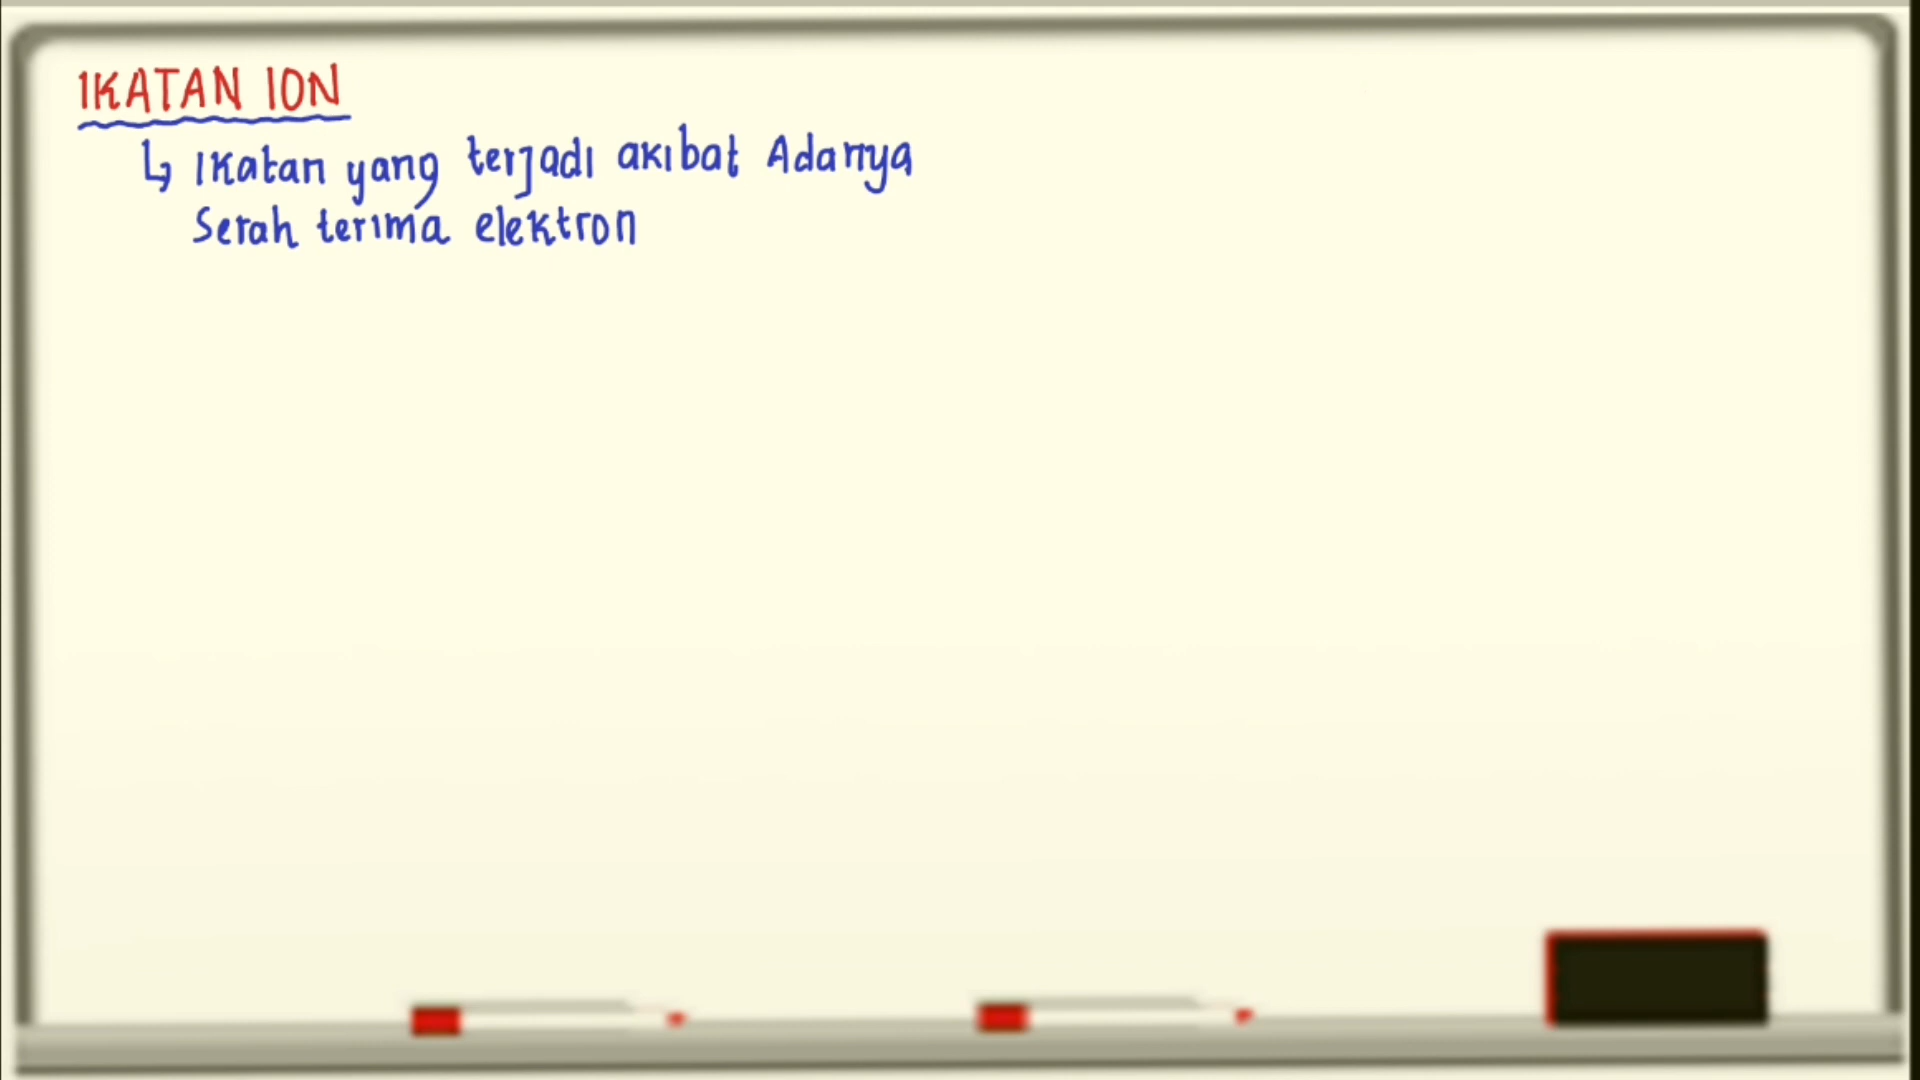 IKATAN ION
↳ Ikatan yang terjadi akibat Adanya
Serah terima elektron